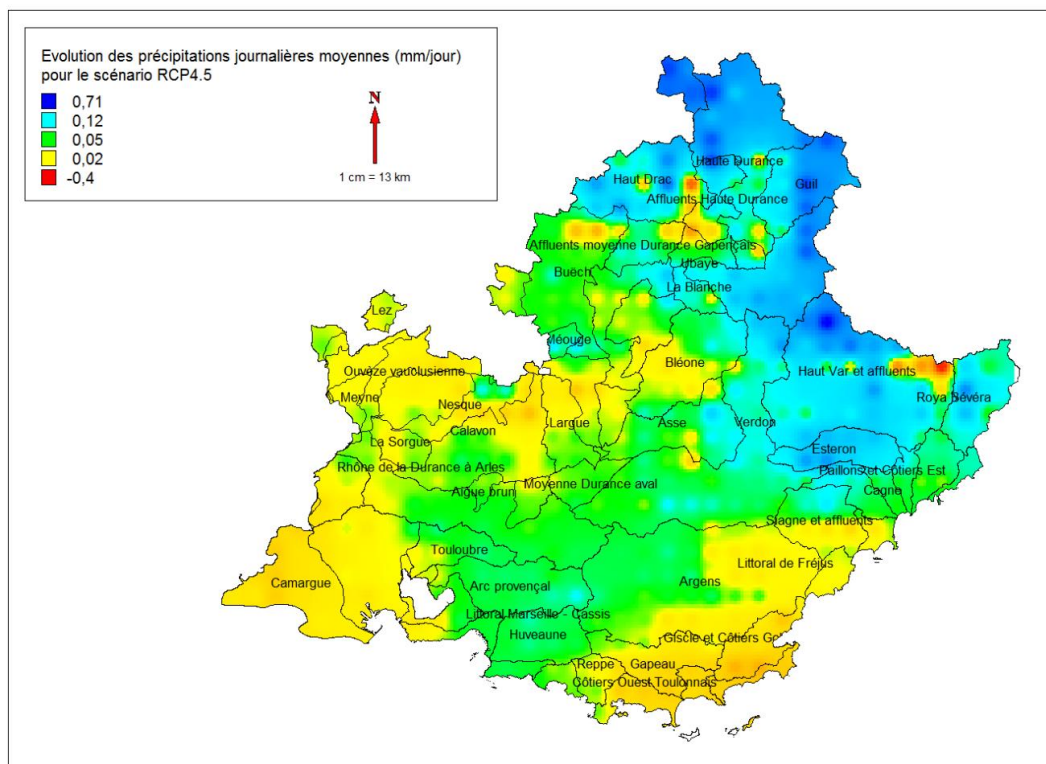 Evolution des précipitations journalières moyennes (mm/jour)
pour le scénario RCP4.5
0,71
0,12
0,05
0,02
-0,4
N
1 cm = 13 km
Haute Durance
Haut Drac
Guil
Affluents Haute Durance
Affluents moyenne Durance Gapençais
Ubaye
Buëch
La Blanche
Lez
Méouge
Bléone
Ouvèze vauclusienne
Haut Var et affluents
Meyne
Roya Bévéra
Nesque
Largue
Asse
Verdon
Calavon
La Sorgue
Esteron
Rhône de la Durance à Arles
Paillons et Côtiers Est
Aigue brun
Moyenne Durance aval
Cagne
Siagne et affluents
Touloubre
Littoral de Fréjus
Camargue
Arc provençal
Argens
Littoral Marseille - Cassis
Huveaune
Giscle et Côtiers Go
Reppe
Gapeau
Côtiers Ouest Toulonnais